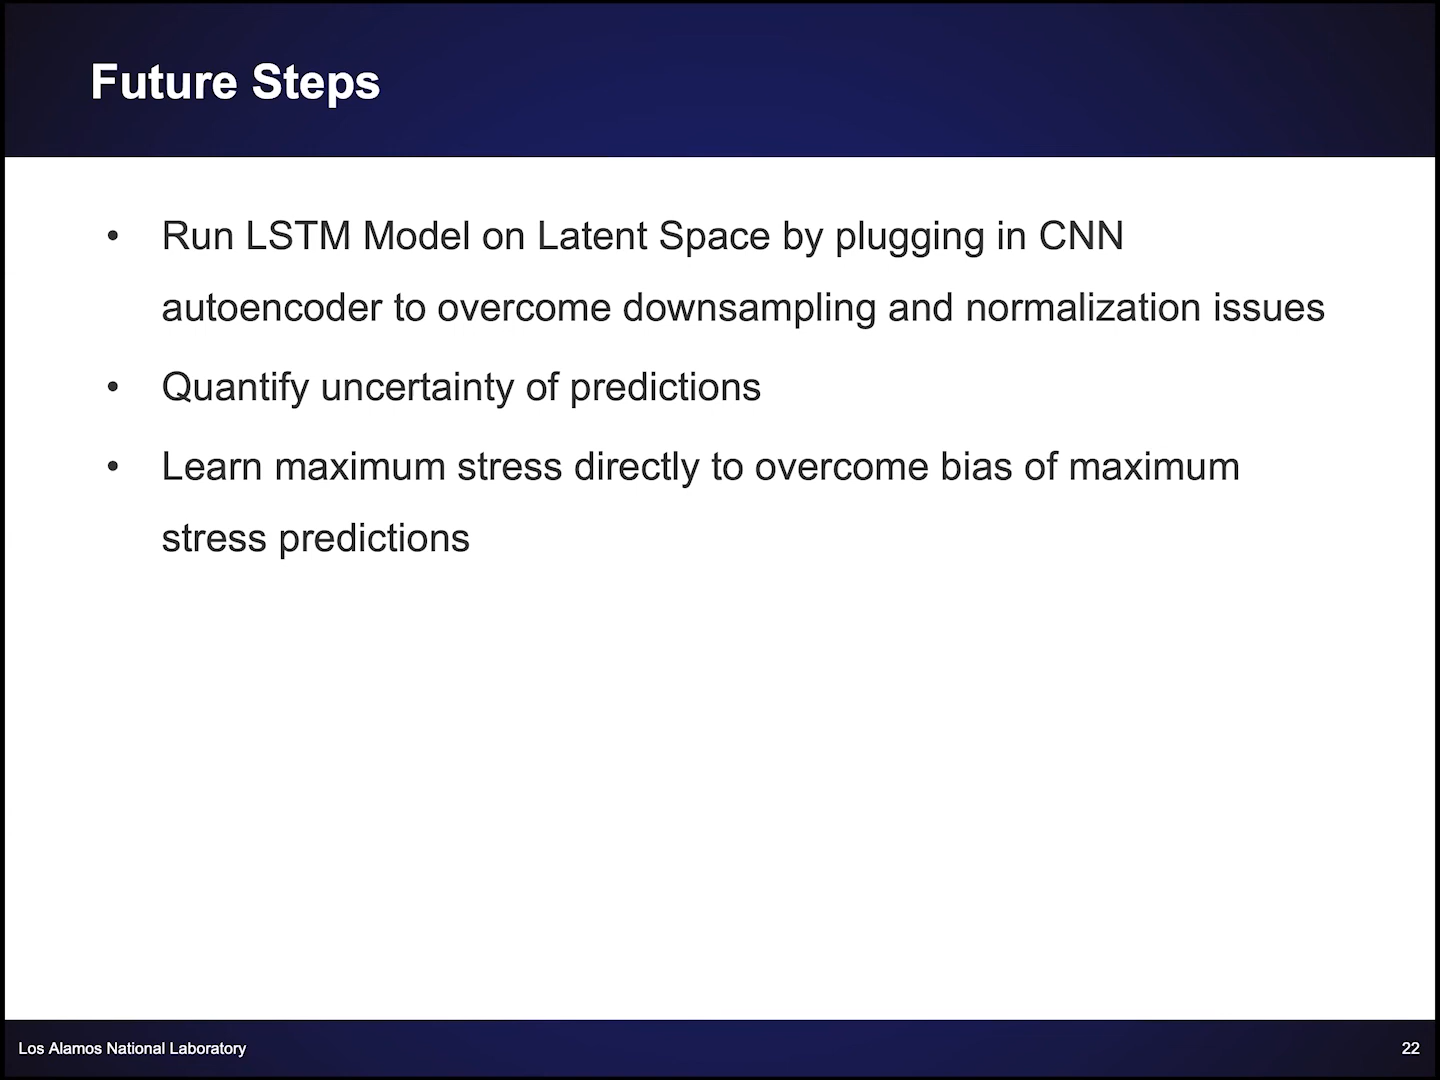 Future Steps
• Run LSTM Model on Latent Space by plugging in CNN
autoencoder to overcome downsampling and normalization issues
• Quantify uncertainty of predictions
• Learn maximum stress directly to overcome bias of maximum
stress predictions
Los Alamos National Laboratory
22